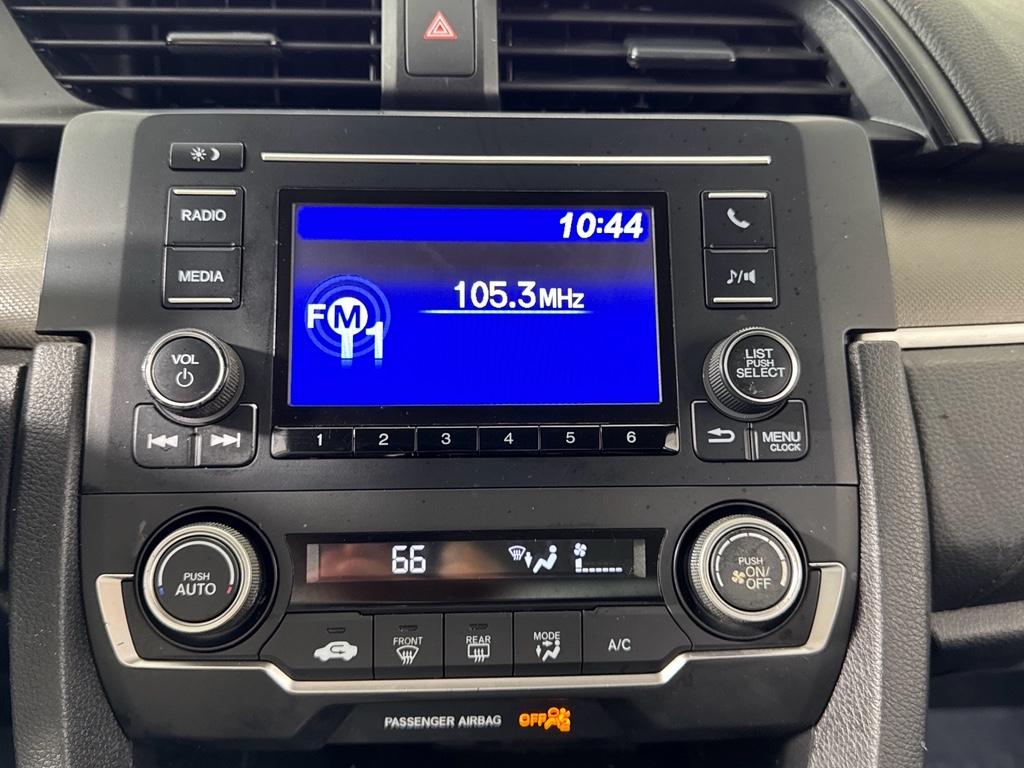 RADIO
10:44
MEDIA
105.3MHz
FM1
VOL
LIST
PUSH
SELECT
1 2 3 4 5 6
MENU
CLOCK
66
PUSH
AUTO
PUSH
ON/
OFF
FRONT
REAR
MODE
A/C
PASSENGER AIRBAG OFF